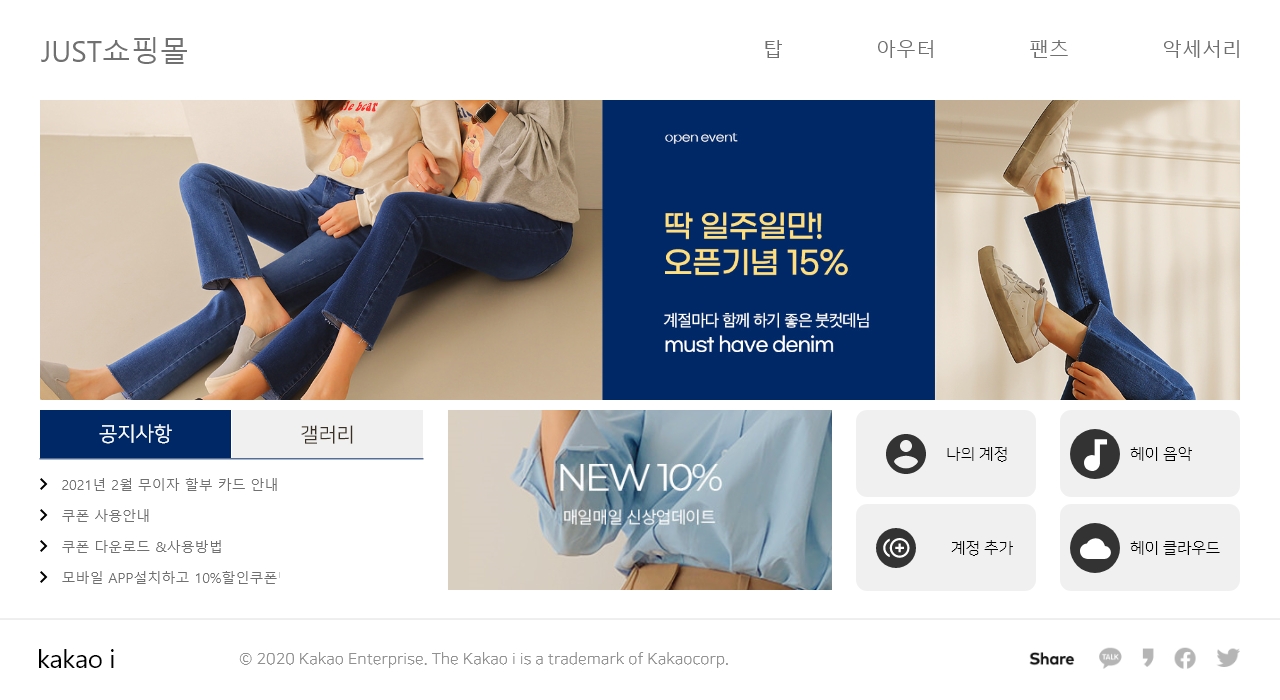 JUST쇼핑몰
탑 아우터 팬츠 악세서리
open event
딱 일주일만!
오픈기념 15%
계절마다 함께 하기 좋은 붓컷데님
must have denim
공지사항 갤러리
2021년 2월 무이자 할부 카드 안내
쿠폰 사용안내
쿠폰 다운로드 &사용방법
모바일 APP설치하고 10%할인쿠폰
NEW 10%
매일매일 신상업데이트
나의 계정
헤이 음악
계정 추가
헤이 클라우드
kakao i
© 2020 Kakao Enterprise. The Kakao i is a trademark of Kakaocorp.
Share
TALK